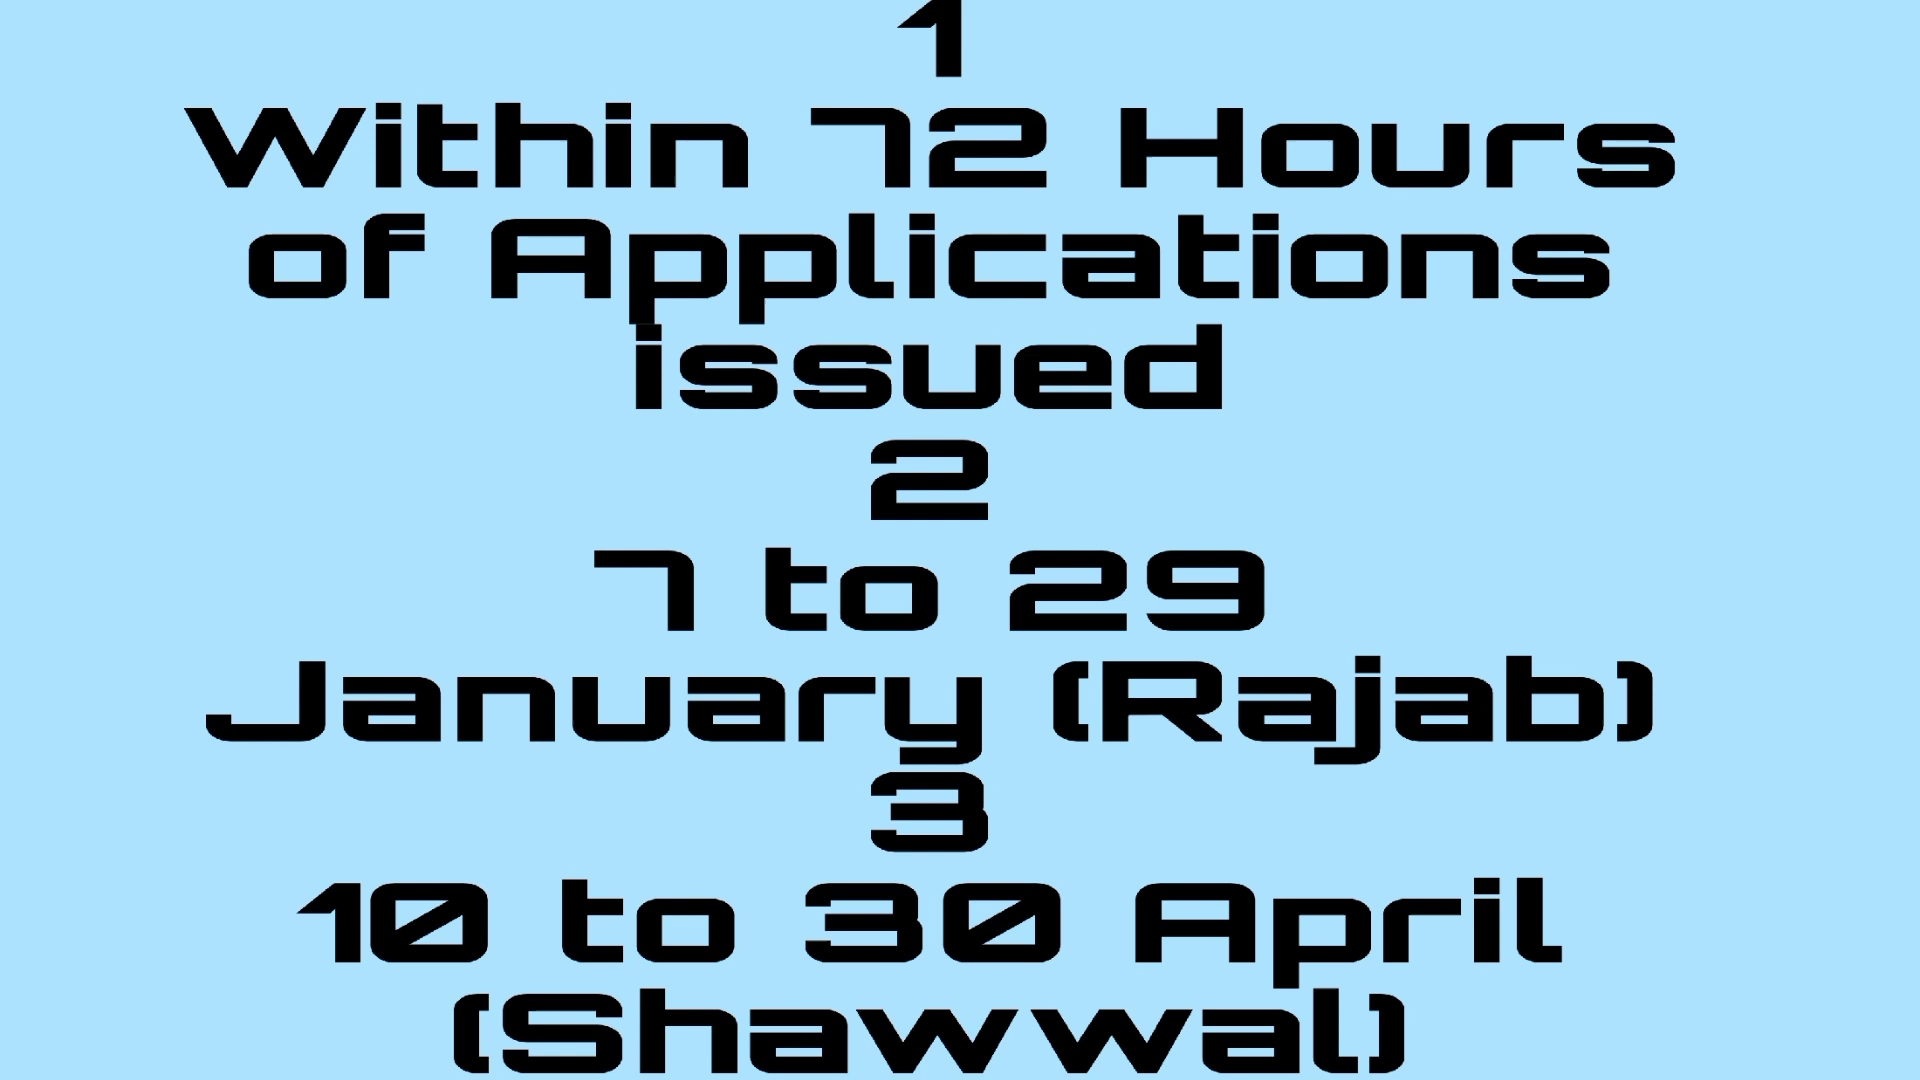 1
Within 72 Hours
of Applications
issued
2
7 to 29
January (Rajab)
3
10 to 30 April
(Shawwal)